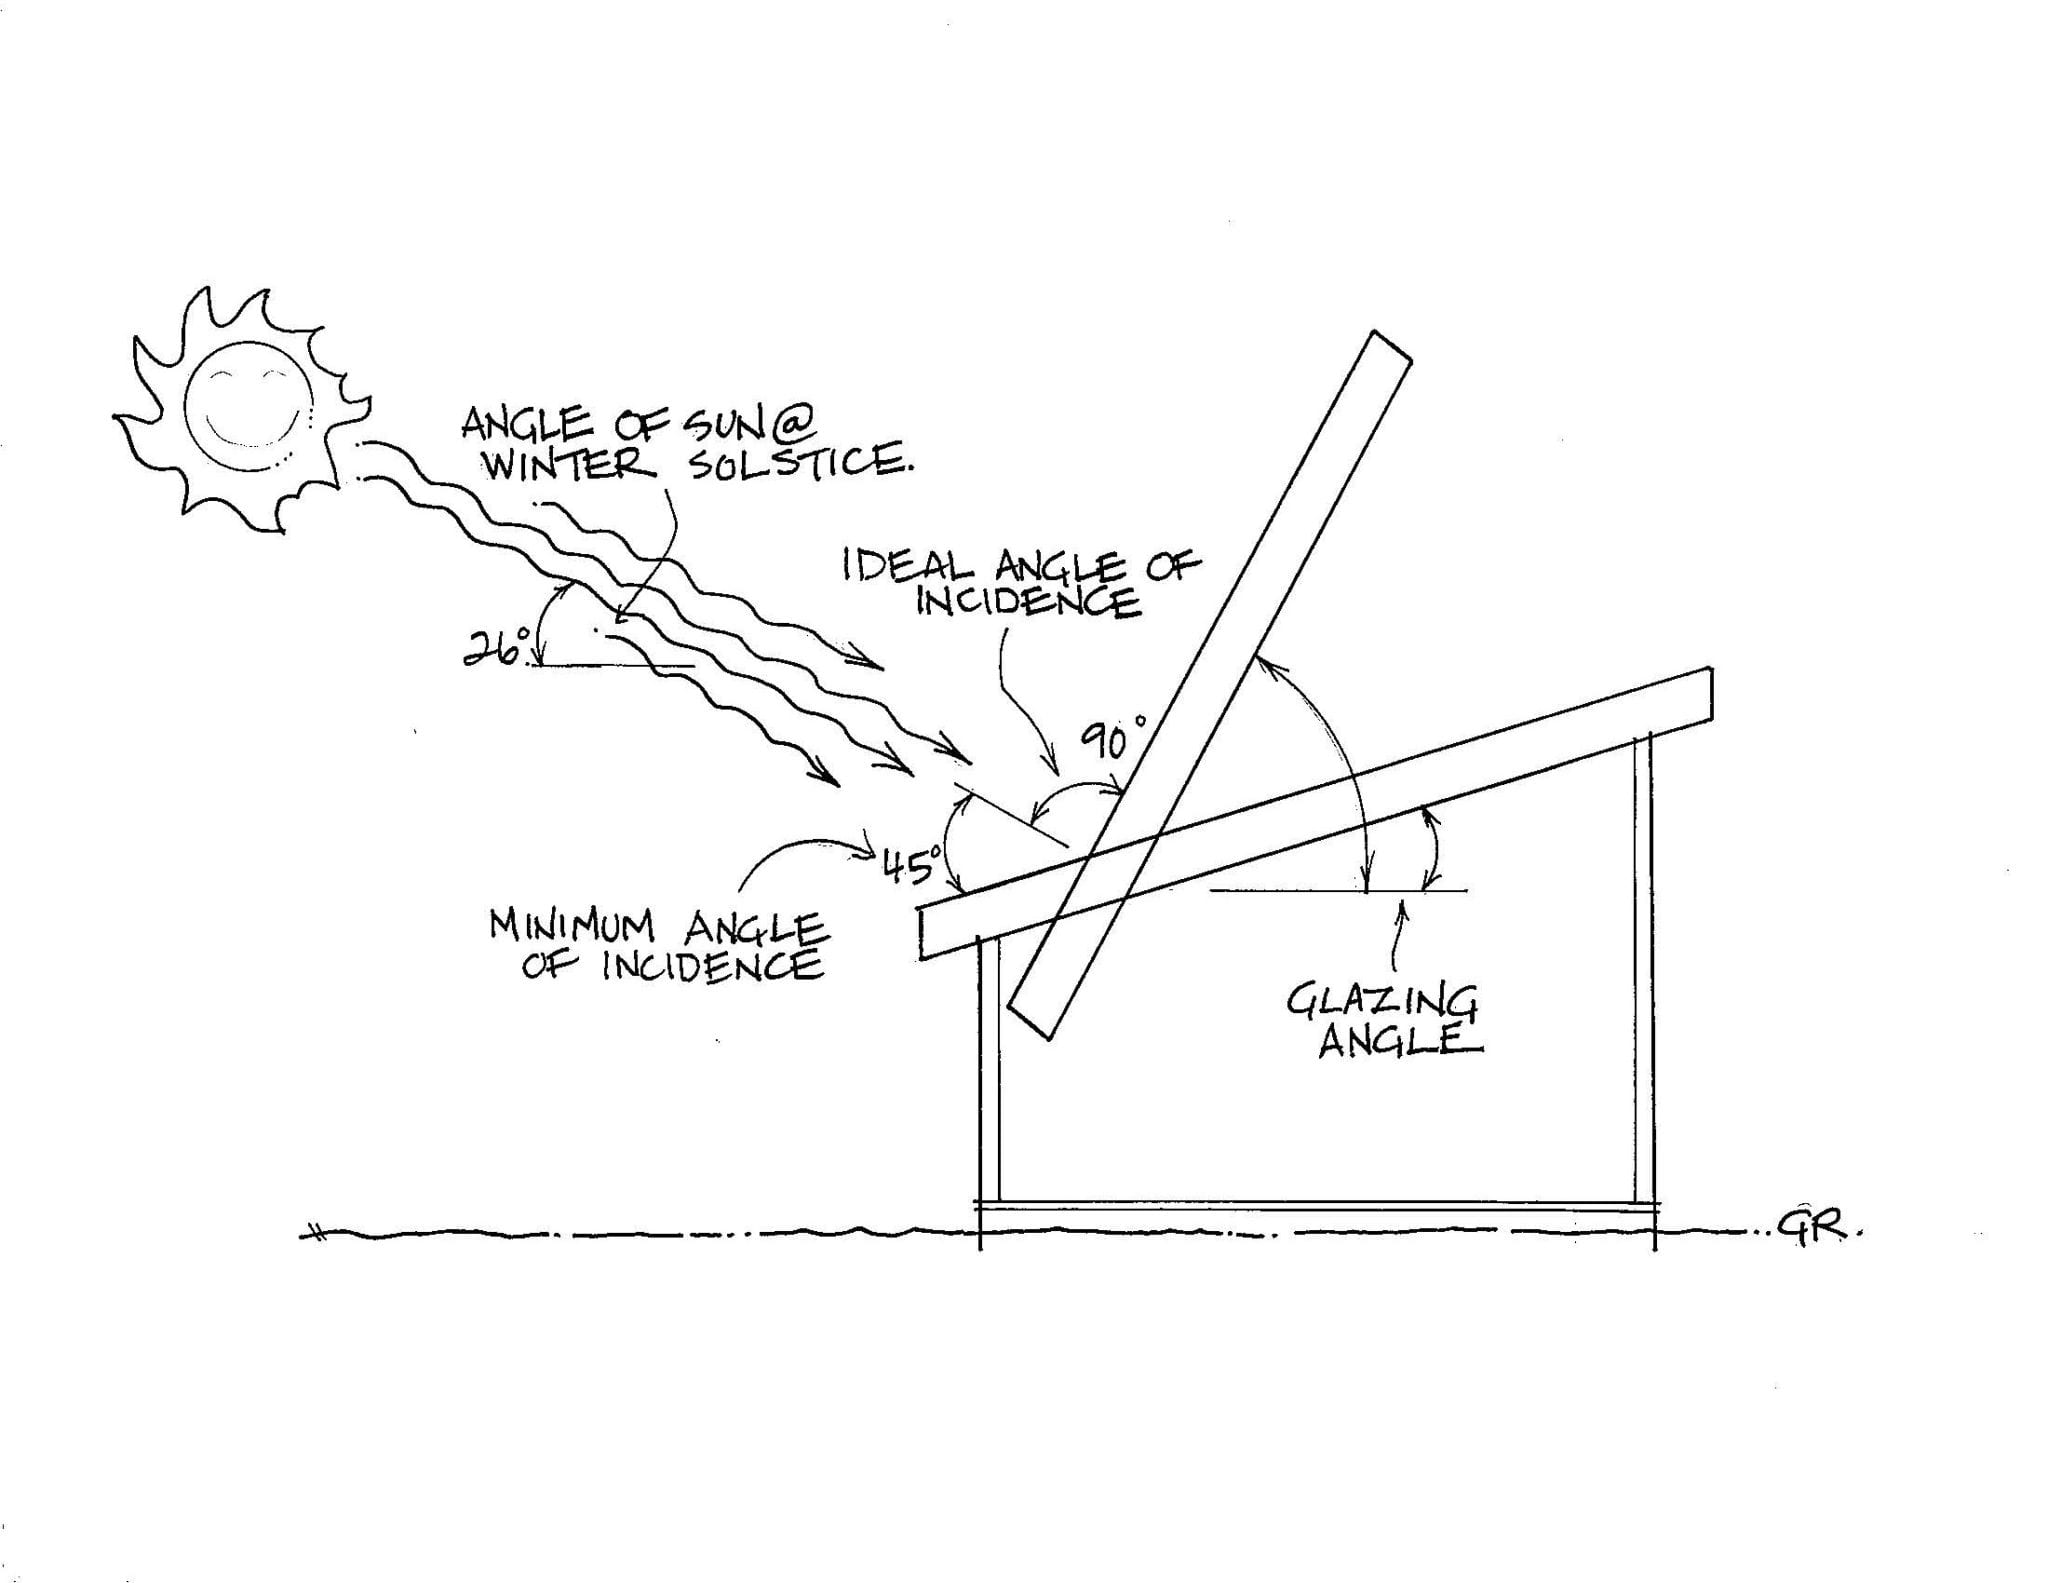 ANGLE OF SUN @
WINTER SOLSTICE.
IDEAL ANGLE OF
INCIDENCE
26°
90°
45°
MINIMUM ANGLE
OF INCIDENCE
GLAZING
ANGLE
GR.